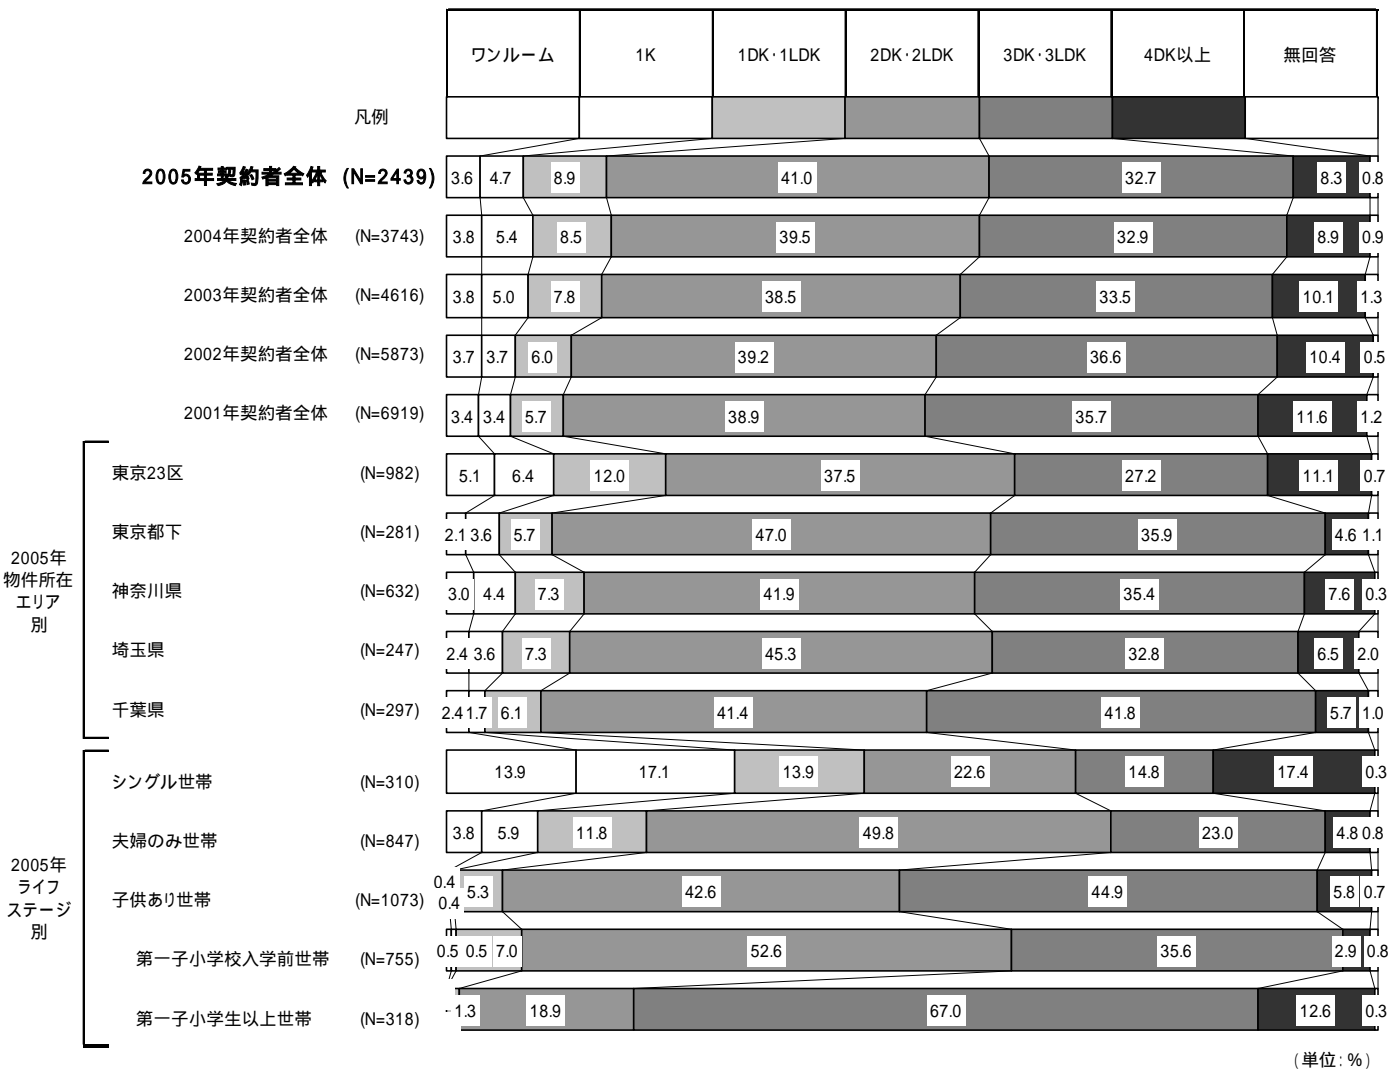 ワンルーム 1K 1DK・1LDK 2DK・2LDK 3DK・3LDK 4DK以上 無回答
凡例
2005年契約者全体 (N=2439) 3.6 4.7 8.9 41.0 32.7 8.3 0.8
2004年契約者全体 (N=3743) 3.8 5.4 8.5 39.5 32.9 8.9 0.9
2003年契約者全体 (N=4616) 3.8 5.0 7.8 38.5 33.5 10.1 1.3
2002年契約者全体 (N=5873) 3.7 3.7 6.0 39.2 36.6 10.4 0.5
2001年契約者全体 (N=6919) 3.4 3.4 5.7 38.9 35.7 11.6 1.2
2005年
物件所在
エリア
別
東京23区 (N=982) 5.1 6.4 12.0 37.5 27.2 11.1 0.7
東京都下 (N=281) 2.1 3.6 5.7 47.0 35.9 4.6 1.1
神奈川県 (N=632) 3.0 4.4 7.3 41.9 35.4 7.6 0.3
埼玉県 (N=247) 2.4 3.6 7.3 45.3 32.8 6.5 2.0
千葉県 (N=297) 2.4 1.7 6.1 41.4 41.8 5.7 1.0
2005年
ライフ
ステージ
別
シングル世帯 (N=310) 13.9 17.1 13.9 22.6 14.8 17.4 0.3
夫婦のみ世帯 (N=847) 3.8 5.9 11.8 49.8 23.0 4.8 0.8
子供あり世帯 (N=1073) 0.4 0.4 5.3 42.6 44.9 5.8 0.7
第一子小学校入学前世帯 (N=755) 0.5 0.5 7.0 52.6 35.6 2.9 0.8
第一子小学生以上世帯 (N=318) - 1.3 18.9 67.0 12.6 0.3
(単位:%)